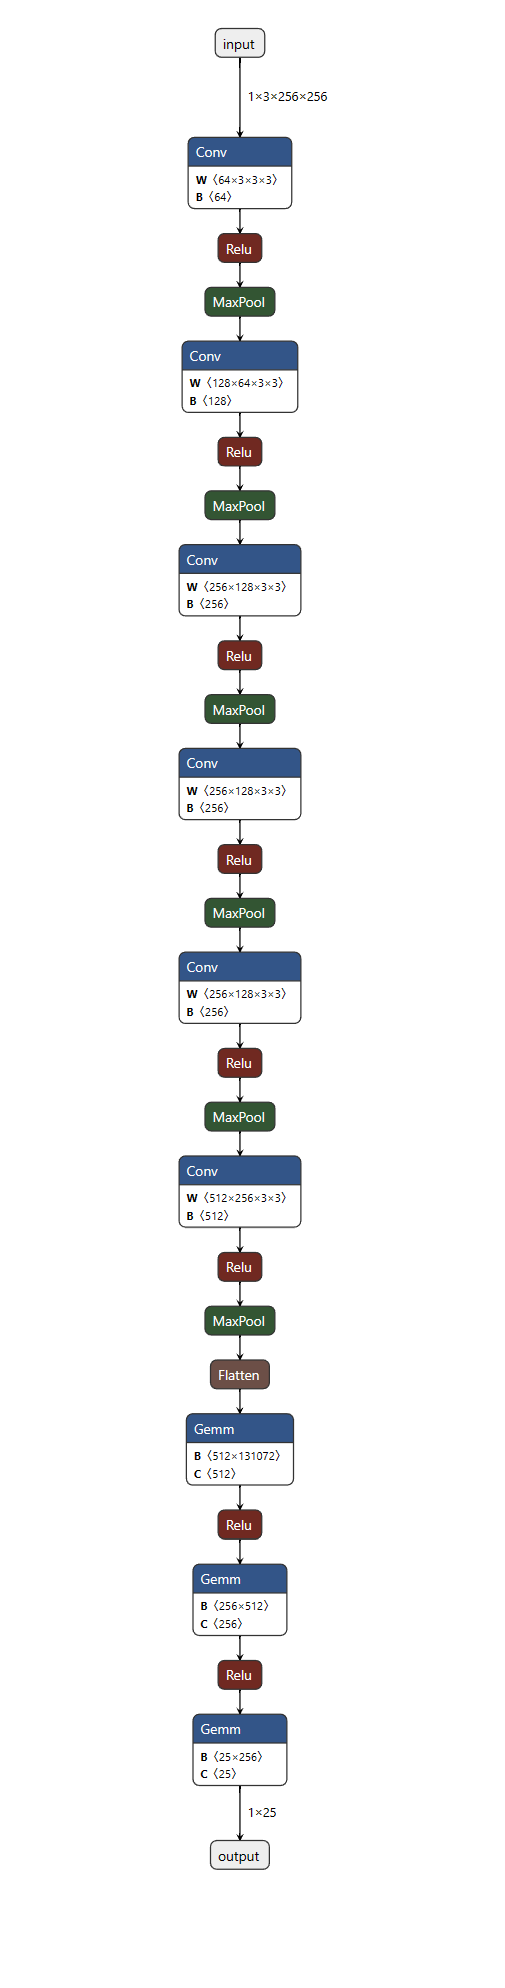 input
1×3×256×256
Conv
W ⟨64×3×3×3⟩
B ⟨64⟩
Relu
MaxPool
Conv
W ⟨128×64×3×3⟩
B ⟨128⟩
Relu
MaxPool
Conv
W ⟨256×128×3×3⟩
B ⟨256⟩
Relu
MaxPool
Conv
W ⟨256×128×3×3⟩
B ⟨256⟩
Relu
MaxPool
Conv
W ⟨256×128×3×3⟩
B ⟨256⟩
Relu
MaxPool
Conv
W ⟨512×256×3×3⟩
B ⟨512⟩
Relu
MaxPool
Flatten
Gemm
B ⟨512×131072⟩
C ⟨512⟩
Relu
Gemm
B ⟨256×512⟩
C ⟨256⟩
Relu
Gemm
B ⟨25×256⟩
C ⟨25⟩
1×25
output